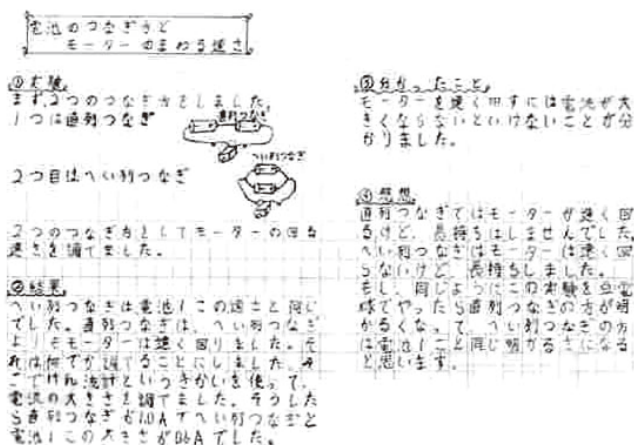 電池のつなぎ方と
モーターのまわる速さ
①実験
まず、2つのつなぎ方をしました。
1つは直列つなぎ
直列つなぎ
へい列つなぎ
2つ目はへい列つなぎ
2つのつなぎ方としてモーターの回る
速さを調べました。
②結果
へい列つなぎは電池1この速さと同じ
でした。直列つなぎは、へい列つなぎ
よりもモーターは速く回りました。そ
れは何でか調べることにしました。そ
こでけん流計というきかいを使って、
電流の大きさを調べました。そうした
ら直列つなぎが1.0Aでへい列つなぎと
電池1この大きさが0.6Aでした。
③分かったこと
モーターを速く回すには電流が大
きくならないといけないことが分
かりました。
④感想
直列つなぎではモーターが速く回
るけど、長持ちはしませんでした。
へい列つなぎはモーターは速く回
らないけど、長持ちしました。
もし、同じようにこの実験を豆電
球でやったら直列つなぎの方が明
かるくなって、へい列つなぎの方
は電池1こと同じ明かるさになる
と思います。